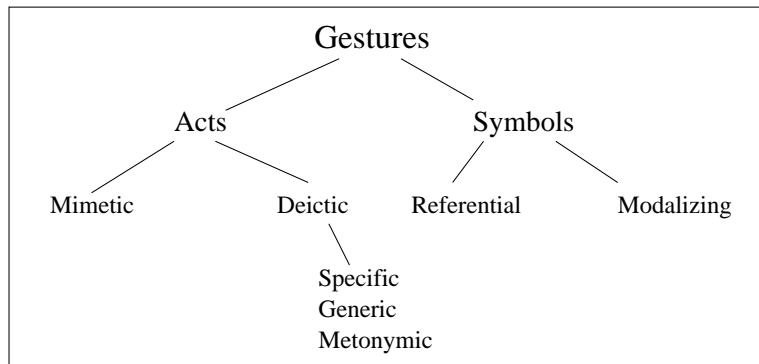 Gestures
Acts Symbols
Mimetic Deictic Referential Modalizing
Specific
Generic
Metonymic